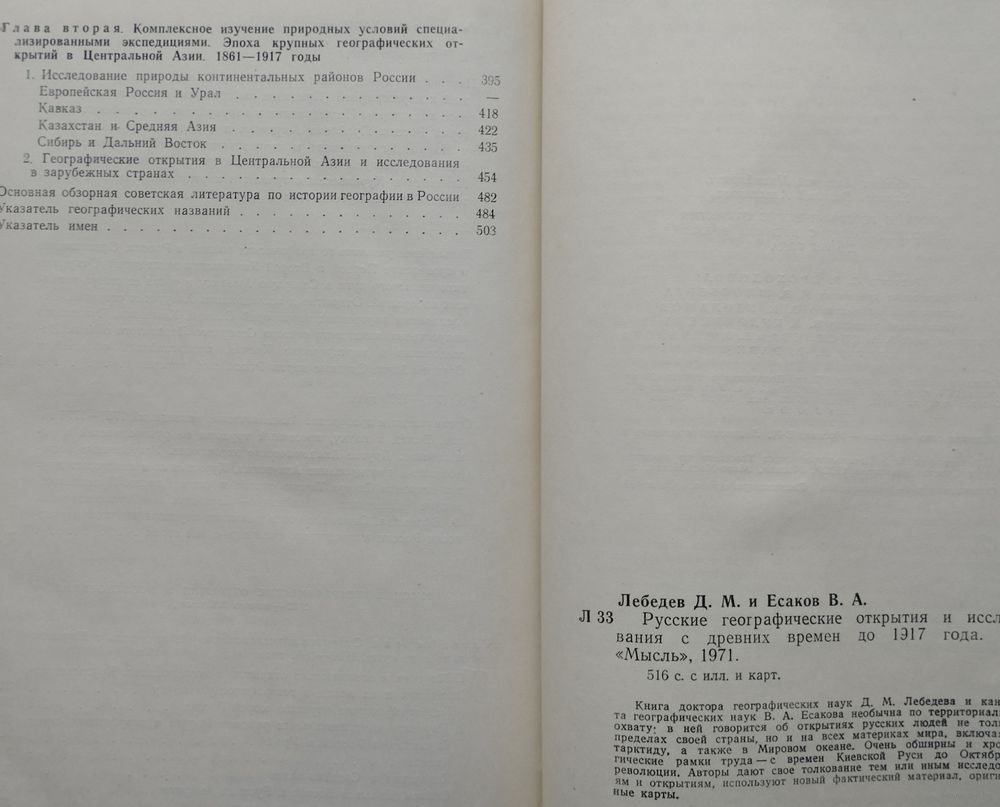 Глава вторая. Комплексное изучение природных условий специа-
лизированными экспедициями. Эпоха крупных географических от-
крытий в Центральной Азии. 1861—1917 годы
1. Исследование природы континентальных районов России . . . 395
Европейская Россия и Урал . . . . . . . . . . . . —
Кавказ . . . . . . . . . . . . . . . . . . . . 418
Казахстан и Средняя Азия . . . . . . . . . . . . 422
Сибирь и Дальний Восток . . . . . . . . . . . . 435
2. Географические открытия в Центральной Азии и исследования
в зарубежных странах . . . . . . . . . . . . . . 454
Основная обзорная советская литература по истории географии в России 482
Указатель географических названий . . . . . . . . . . . . 484
Указатель имен . . . . . . . . . . . . . . . . . . . . 503
Лебедев Д. М. и Есаков В. А.
Л 33 Русские географические открытия и иссл
вания с древних времен до 1917 года.
«Мысль», 1971.
516 с. с илл. и карт.
Книга доктора географических наук Д. М. Лебедева и кан
та географических наук В. А. Есакова необычна по территориал
охвату: в ней говорится об открытиях русских людей не тол
пределах своей страны, но и на всех материках мира, включа
тарктиду, а также в Мировом океане. Очень обширны и хро
гические рамки труда — с времен Киевской Руси до Октябр
революции. Авторы дают свое толкование тем или иным исследо
ям и открытиям, используют новый фактический материал, ориги
ные карты.